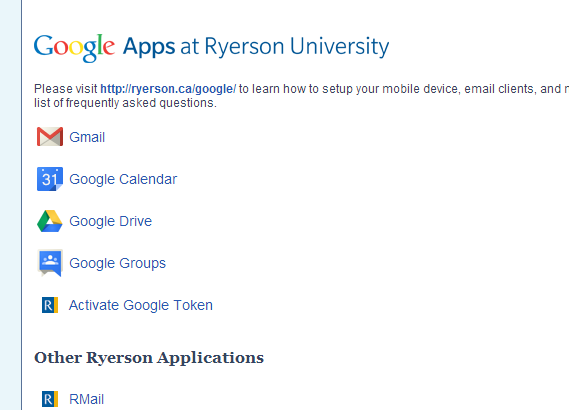 Google Apps at Ryerson University
Please visit http://ryerson.ca/google/ to learn how to setup your mobile device, email clients, and
list of frequently asked questions.
Gmail
31 Google Calendar
Google Drive
Google Groups
R Activate Google Token
Other Ryerson Applications
R RMail